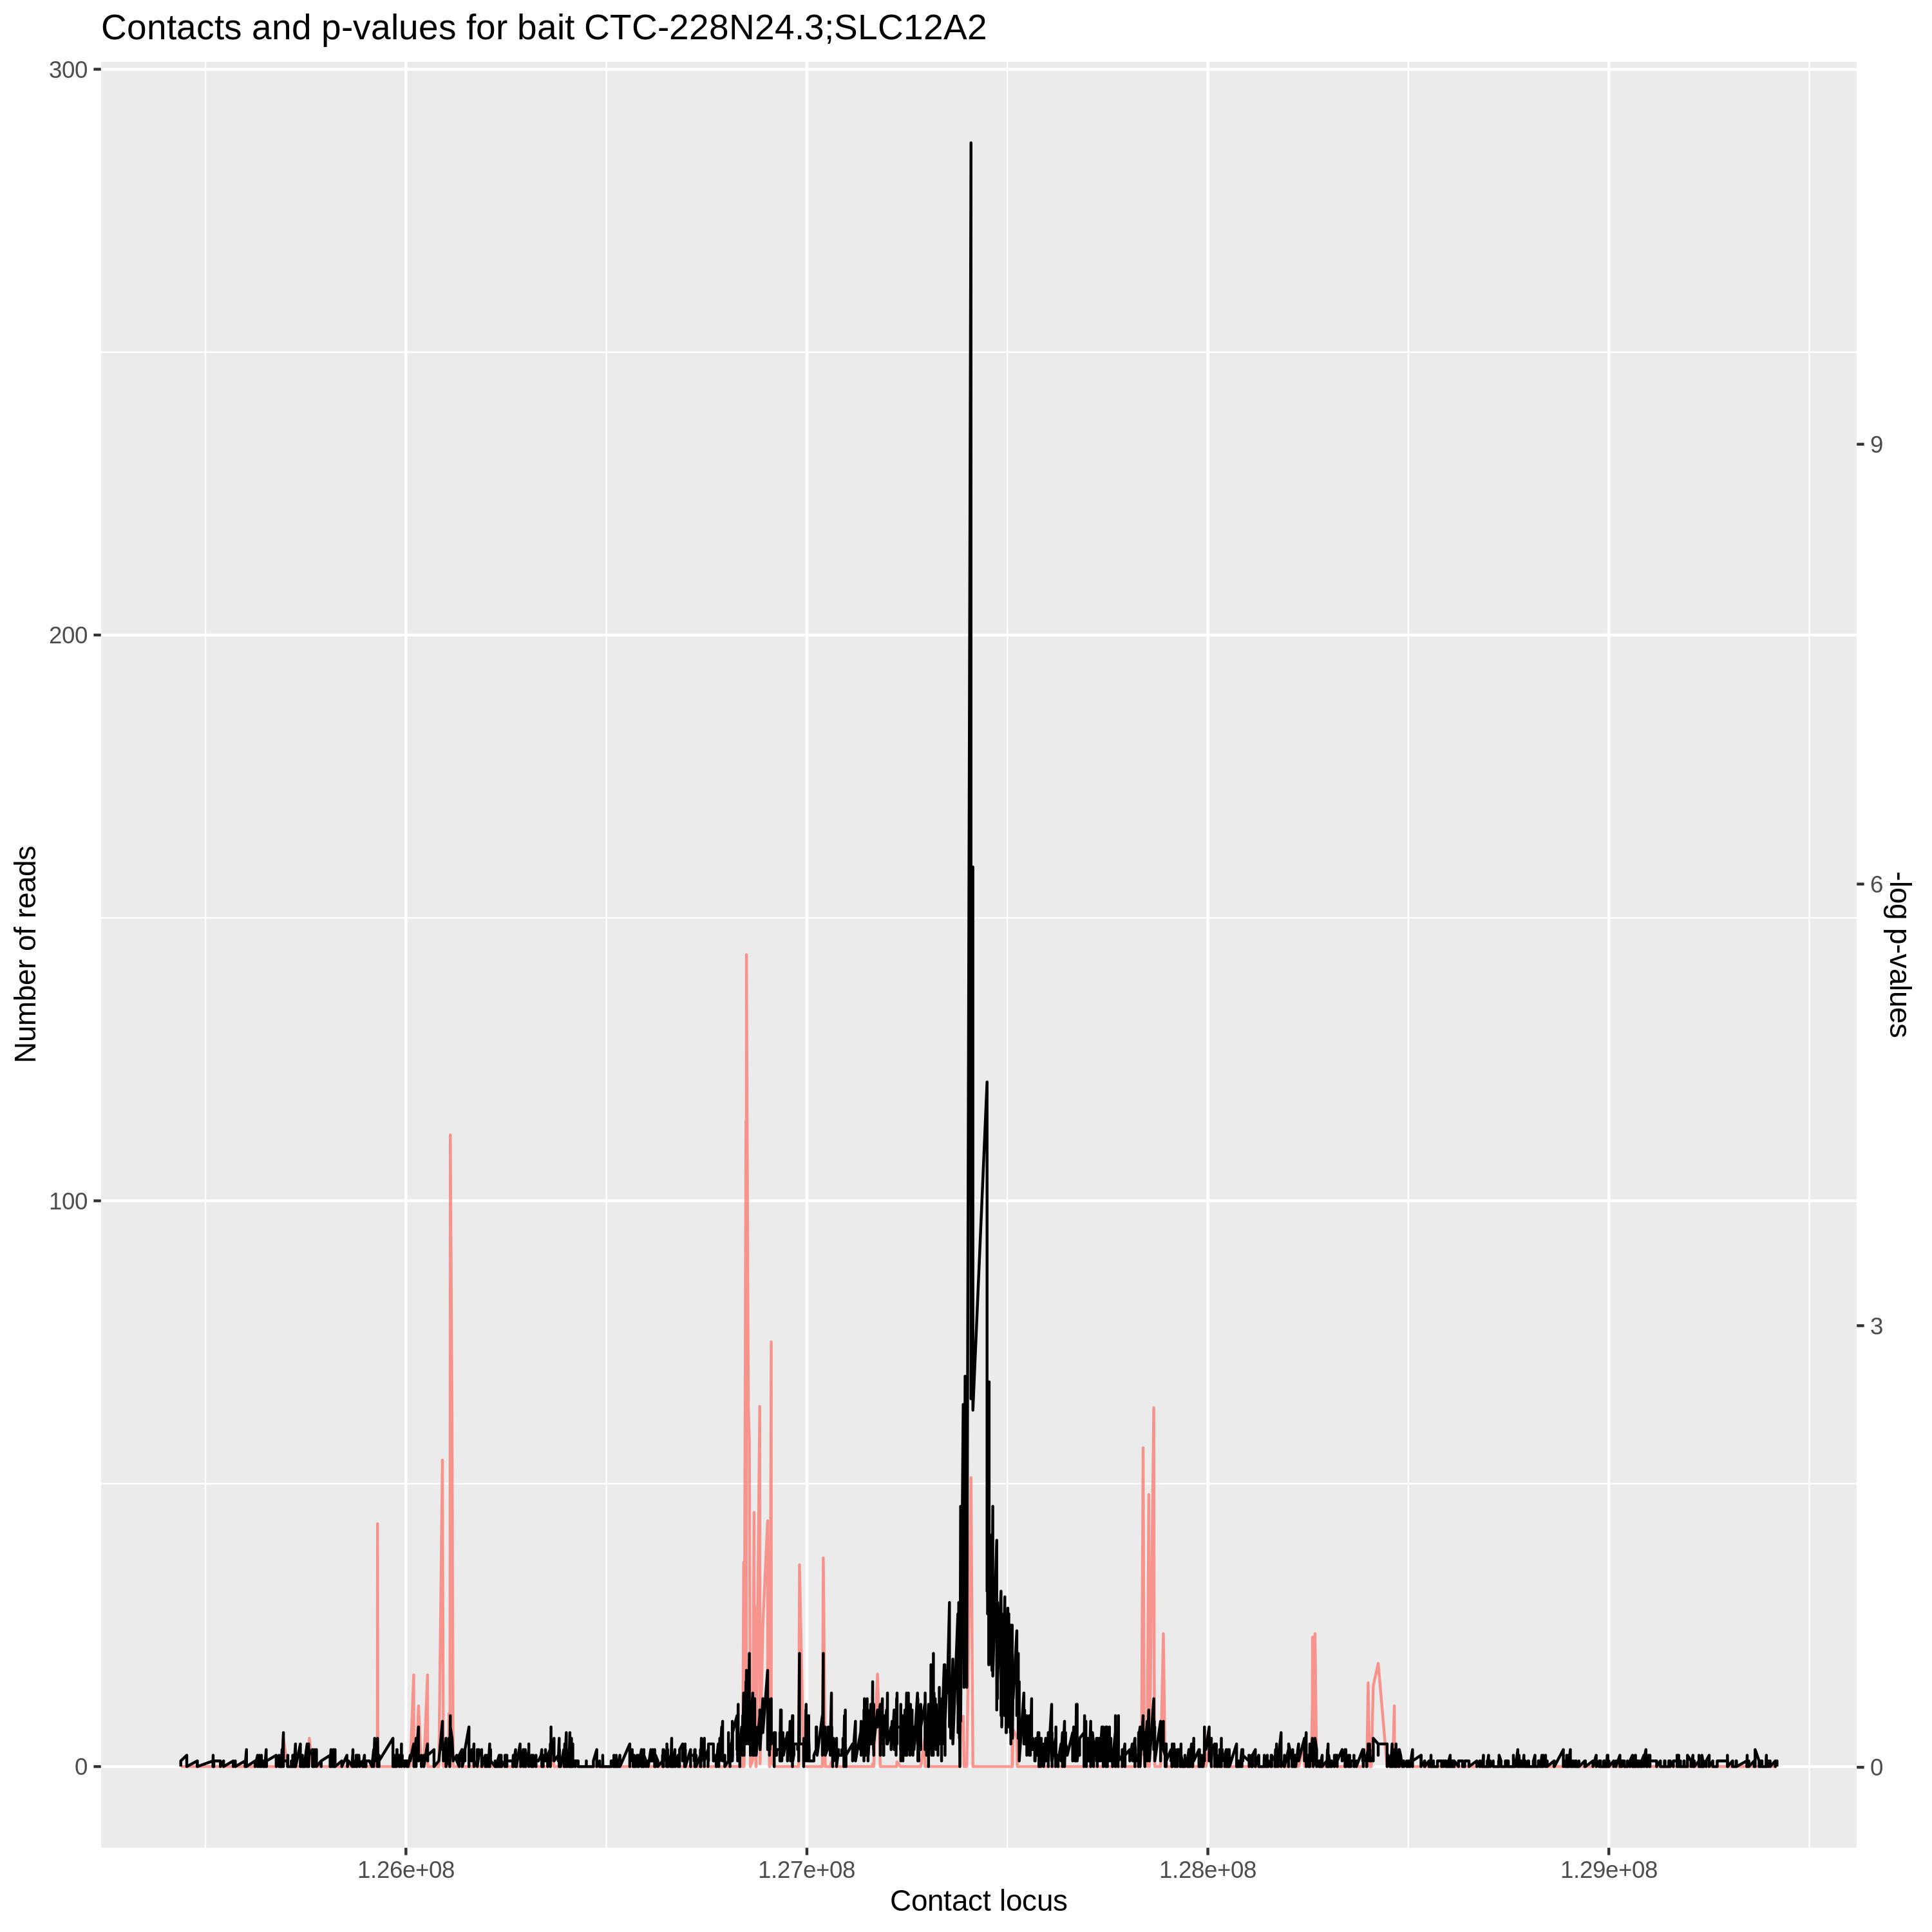 Contacts and p-values for bait CTC-228N24.3;SLC12A2
300
200
100
0
Number of reads
9
6
3
0
-log p-values
1.26e+08
1.27e+08
1.28e+08
1.29e+08
Contact locus